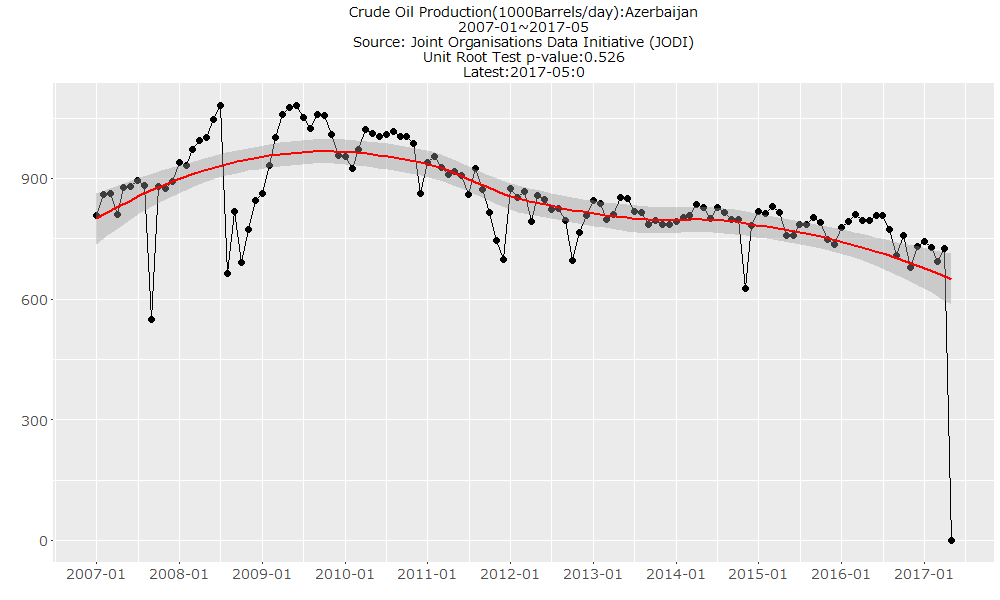 Crude Oil Production(1000Barrels/day):Azerbaijan
2007-01~2017-05
Source: Joint Organisations Data Initiative (JODI)
Unit Root Test p-value:0.526
Latest:2017-05:0
900
600
300
0
2007-01 2008-01 2009-01 2010-01 2011-01 2012-01 2013-01 2014-01 2015-01 2016-01 2017-01